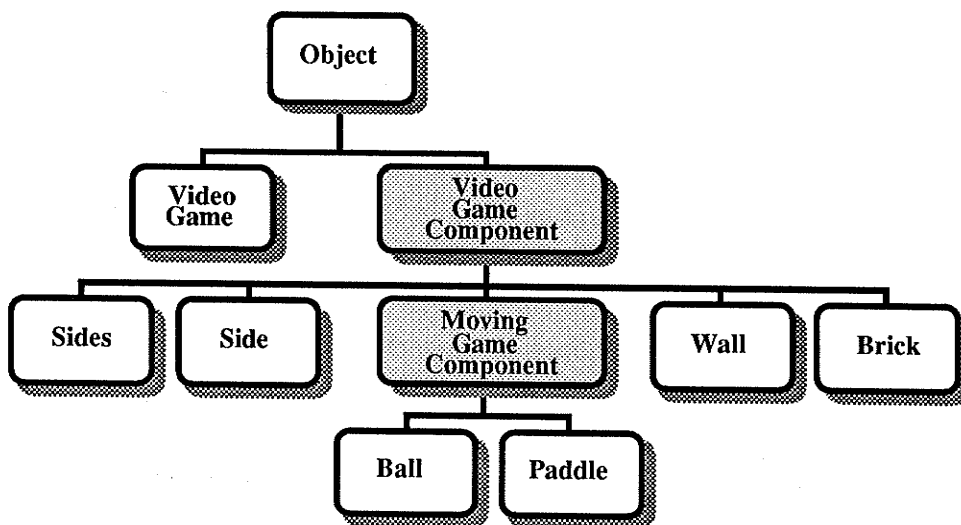 Object
Video
Game
Video
Game
Component
Sides
Side
Moving
Game
Component
Wall
Brick
Ball
Paddle